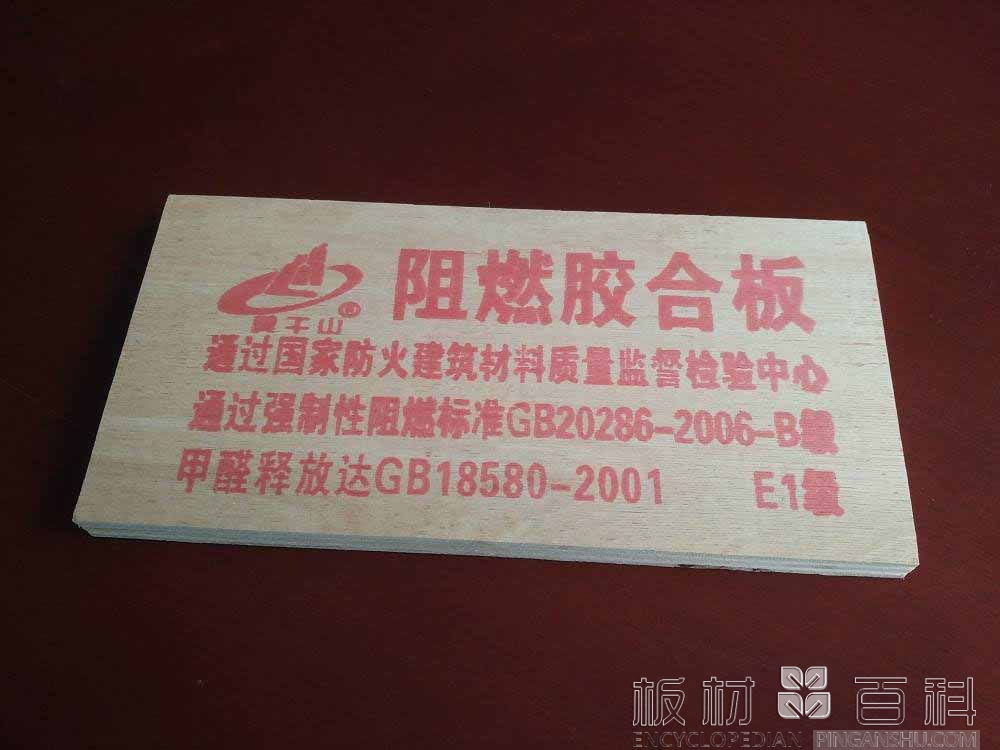 阻燃胶合板
莫干山®
通过国家防火建筑材料质量监督检验中心
通过强制性阻燃标准GB20286-2006-B级
甲醛释放达GB18580-2001 E1级
板材百科
ENCYCLOPEDIAN PINGANSHU.COM